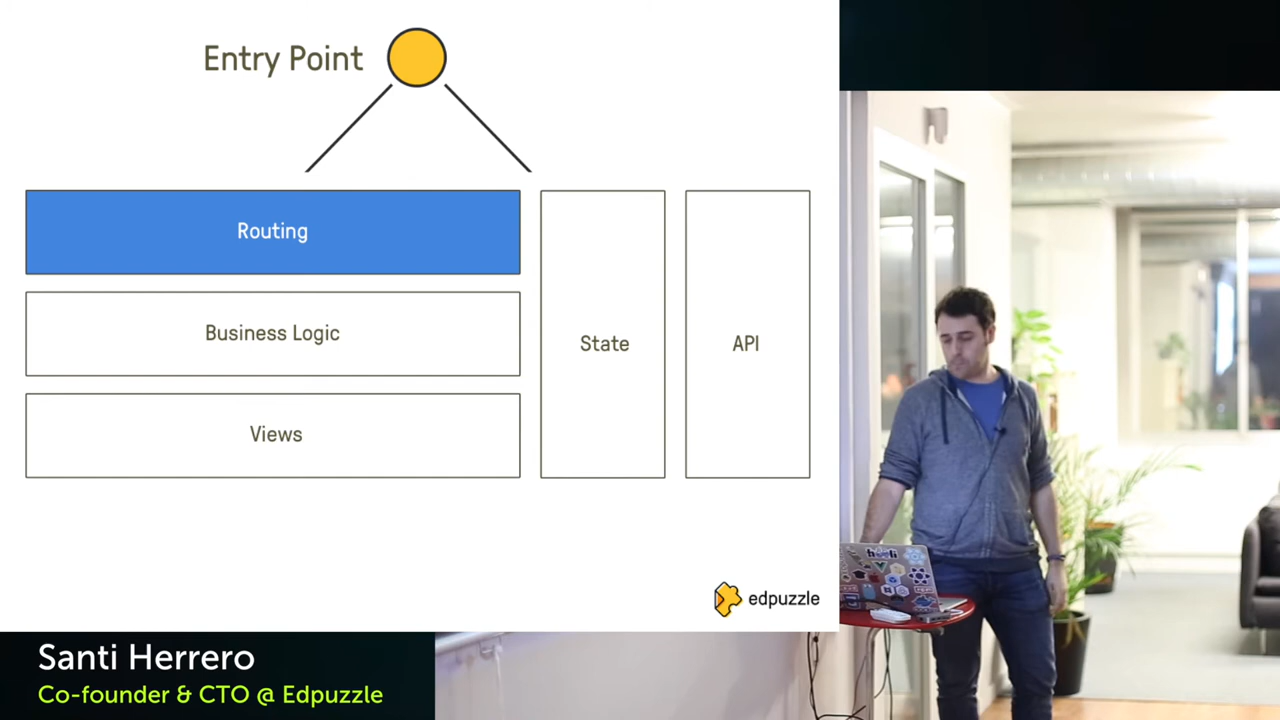 Entry Point
Routing
Business Logic
Views
State
API
edpuzzle
Santi Herrero
Co-founder & CTO @ Edpuzzle